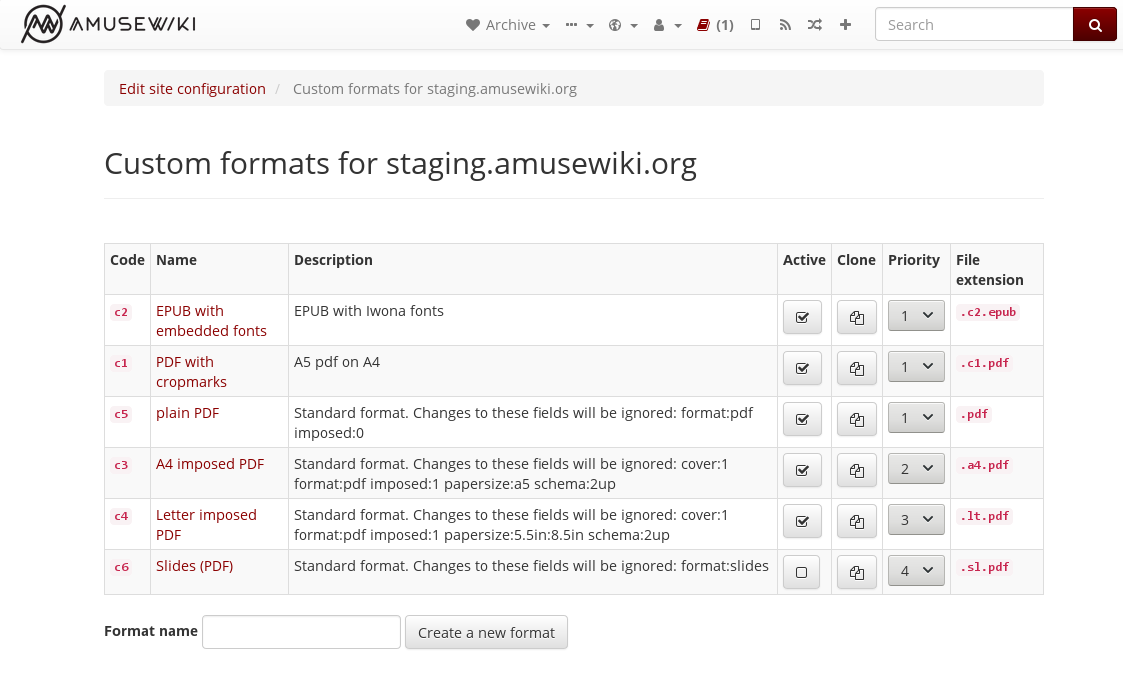 AMUSEWIKI Archive (1) Search
Edit site configuration / Custom formats for staging.amusewiki.org
Custom formats for staging.amusewiki.org
Code Name Description Active Clone Priority File
extension
c2 EPUB with EPUB with Iwona fonts 1 .c2.epub
embedded fonts
c1 PDF with A5 pdf on A4 1 .c1.pdf
cropmarks
c5 plain PDF Standard format. Changes to these fields will be ignored: format:pdf 1 .pdf
imposed:0
c3 A4 imposed PDF Standard format. Changes to these fields will be ignored: cover:1 2 .a4.pdf
format:pdf imposed:1 papersize:a5 schema:2up
c4 Letter imposed Standard format. Changes to these fields will be ignored: cover:1 3 .lt.pdf
PDF format:pdf imposed:1 papersize:5.5in:8.5in schema:2up
c6 Slides (PDF) Standard format. Changes to these fields will be ignored: format:slides 4 .sl.pdf
Format name Create a new format